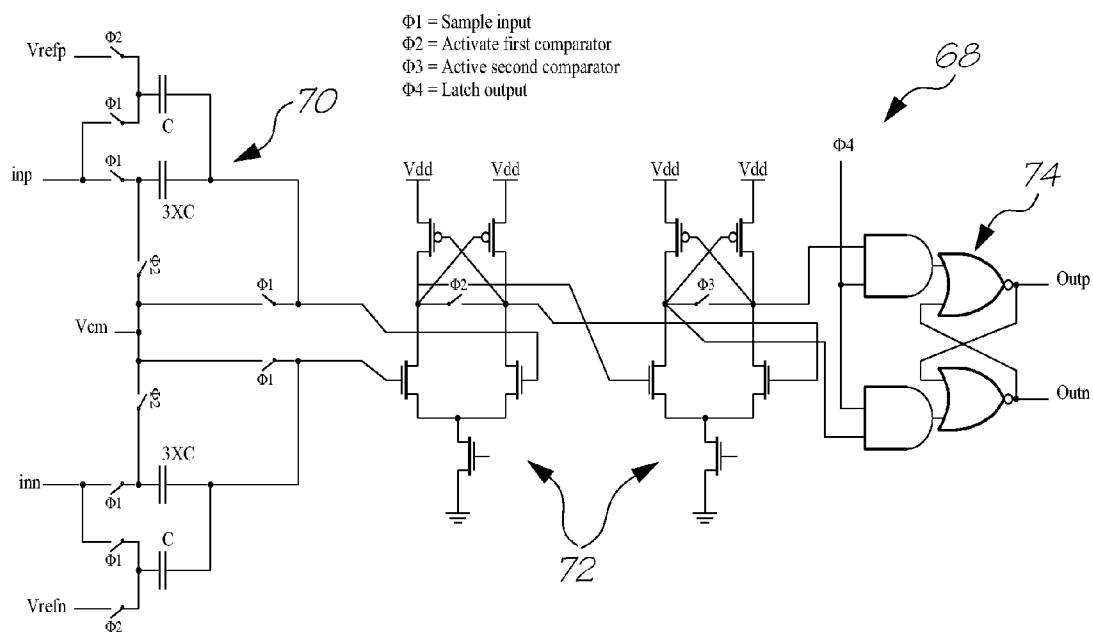 Φ1 = Sample input
Φ2 = Activate first comparator
Φ3 = Active second comparator
Φ4 = Latch output
68
Φ2
Vrefp
70
Φ1
C
Φ4
inp
Φ1
3XC
Vdd
Vdd
Vdd
Vdd
74
Φ2
Φ1
Φ2
Φ3
Outp
Vcm
Φ1
Φ2
Outn
3XC
inn
Φ1
C
Φ1
72
Vrefn
Φ2